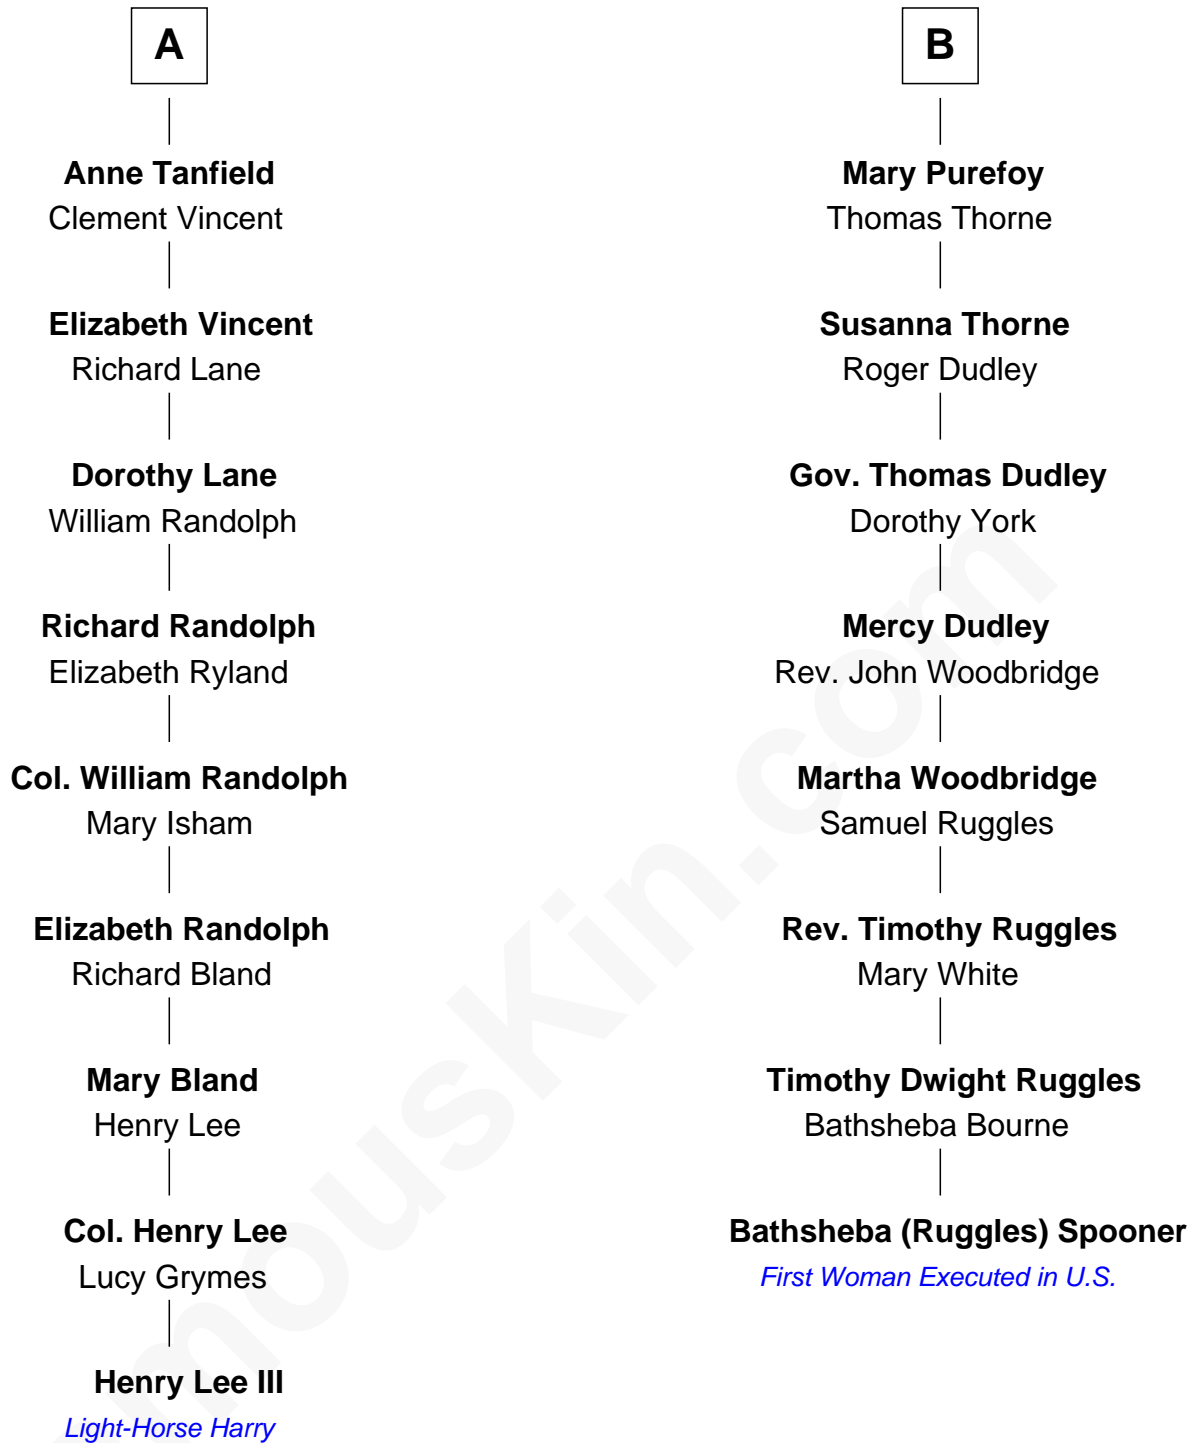 A
Anne Tanfield
Clement Vincent
Elizabeth Vincent
Richard Lane
Dorothy Lane
William Randolph
Richard Randolph
Elizabeth Ryland
Col. William Randolph
Mary Isham
Elizabeth Randolph
Richard Bland
Mary Bland
Henry Lee
Col. Henry Lee
Lucy Grymes
Henry Lee III
Light-Horse Harry
B
Mary Purefoy
Thomas Thorne
Susanna Thorne
Roger Dudley
Gov. Thomas Dudley
Dorothy York
Mercy Dudley
Rev. John Woodbridge
Martha Woodbridge
Samuel Ruggles
Rev. Timothy Ruggles
Mary White
Timothy Dwight Ruggles
Bathsheba Bourne
Bathsheba (Ruggles) Spooner
First Woman Executed in U.S.
mousKin.com